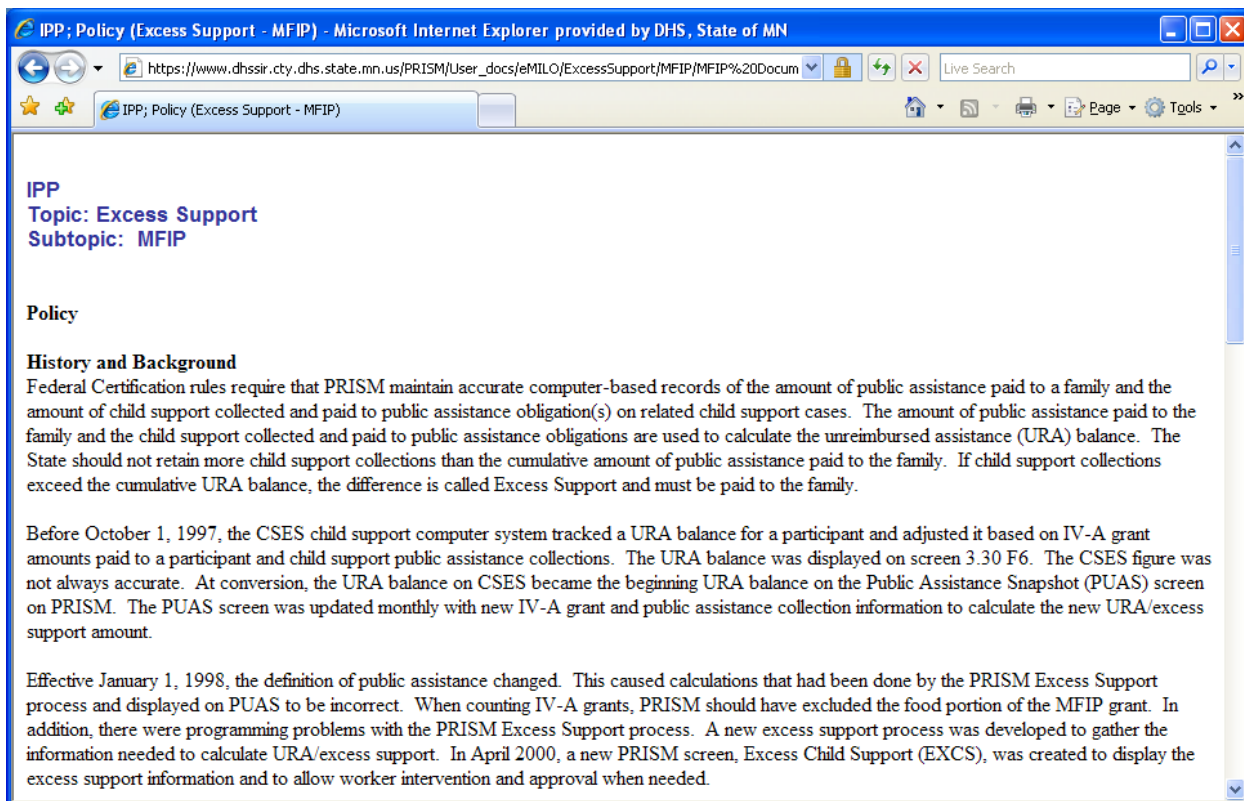 IPP; Policy (Excess Support - MFIP) - Microsoft Internet Explorer provided by DHS, State of MN
https://www.dhssir.cty.dhs.state.mn.us/PRISM/User_docs/eMILO/ExcessSupport/MFIP/MFIP%20Docum
Live Search
IPP; Policy (Excess Support - MFIP)
Page
Tools
»
IPP
Topic: Excess Support
Subtopic: MFIP
Policy
History and Background
Federal Certification rules require that PRISM maintain accurate computer-based records of the amount of public assistance paid to a family and the
amount of child support collected and paid to public assistance obligation(s) on related child support cases. The amount of public assistance paid to the
family and the child support collected and paid to public assistance obligations are used to calculate the unreimbursed assistance (URA) balance. The
State should not retain more child support collections than the cumulative amount of public assistance paid to the family. If child support collections
exceed the cumulative URA balance, the difference is called Excess Support and must be paid to the family.
Before October 1, 1997, the CSES child support computer system tracked a URA balance for a participant and adjusted it based on IV-A grant
amounts paid to a participant and child support public assistance collections. The URA balance was displayed on screen 3.30 F6. The CSES figure was
not always accurate. At conversion, the URA balance on CSES became the beginning URA balance on the Public Assistance Snapshot (PUAS) screen
on PRISM. The PUAS screen was updated monthly with new IV-A grant and public assistance collection information to calculate the new URA/excess
support amount.
Effective January 1, 1998, the definition of public assistance changed. This caused calculations that had been done by the PRISM Excess Support
process and displayed on PUAS to be incorrect. When counting IV-A grants, PRISM should have excluded the food portion of the MFIP grant. In
addition, there were programming problems with the PRISM Excess Support process. A new excess support process was developed to gather the
information needed to calculate URA/excess support. In April 2000, a new PRISM screen, Excess Child Support (EXCS), was created to display the
excess support information and to allow worker intervention and approval when needed.